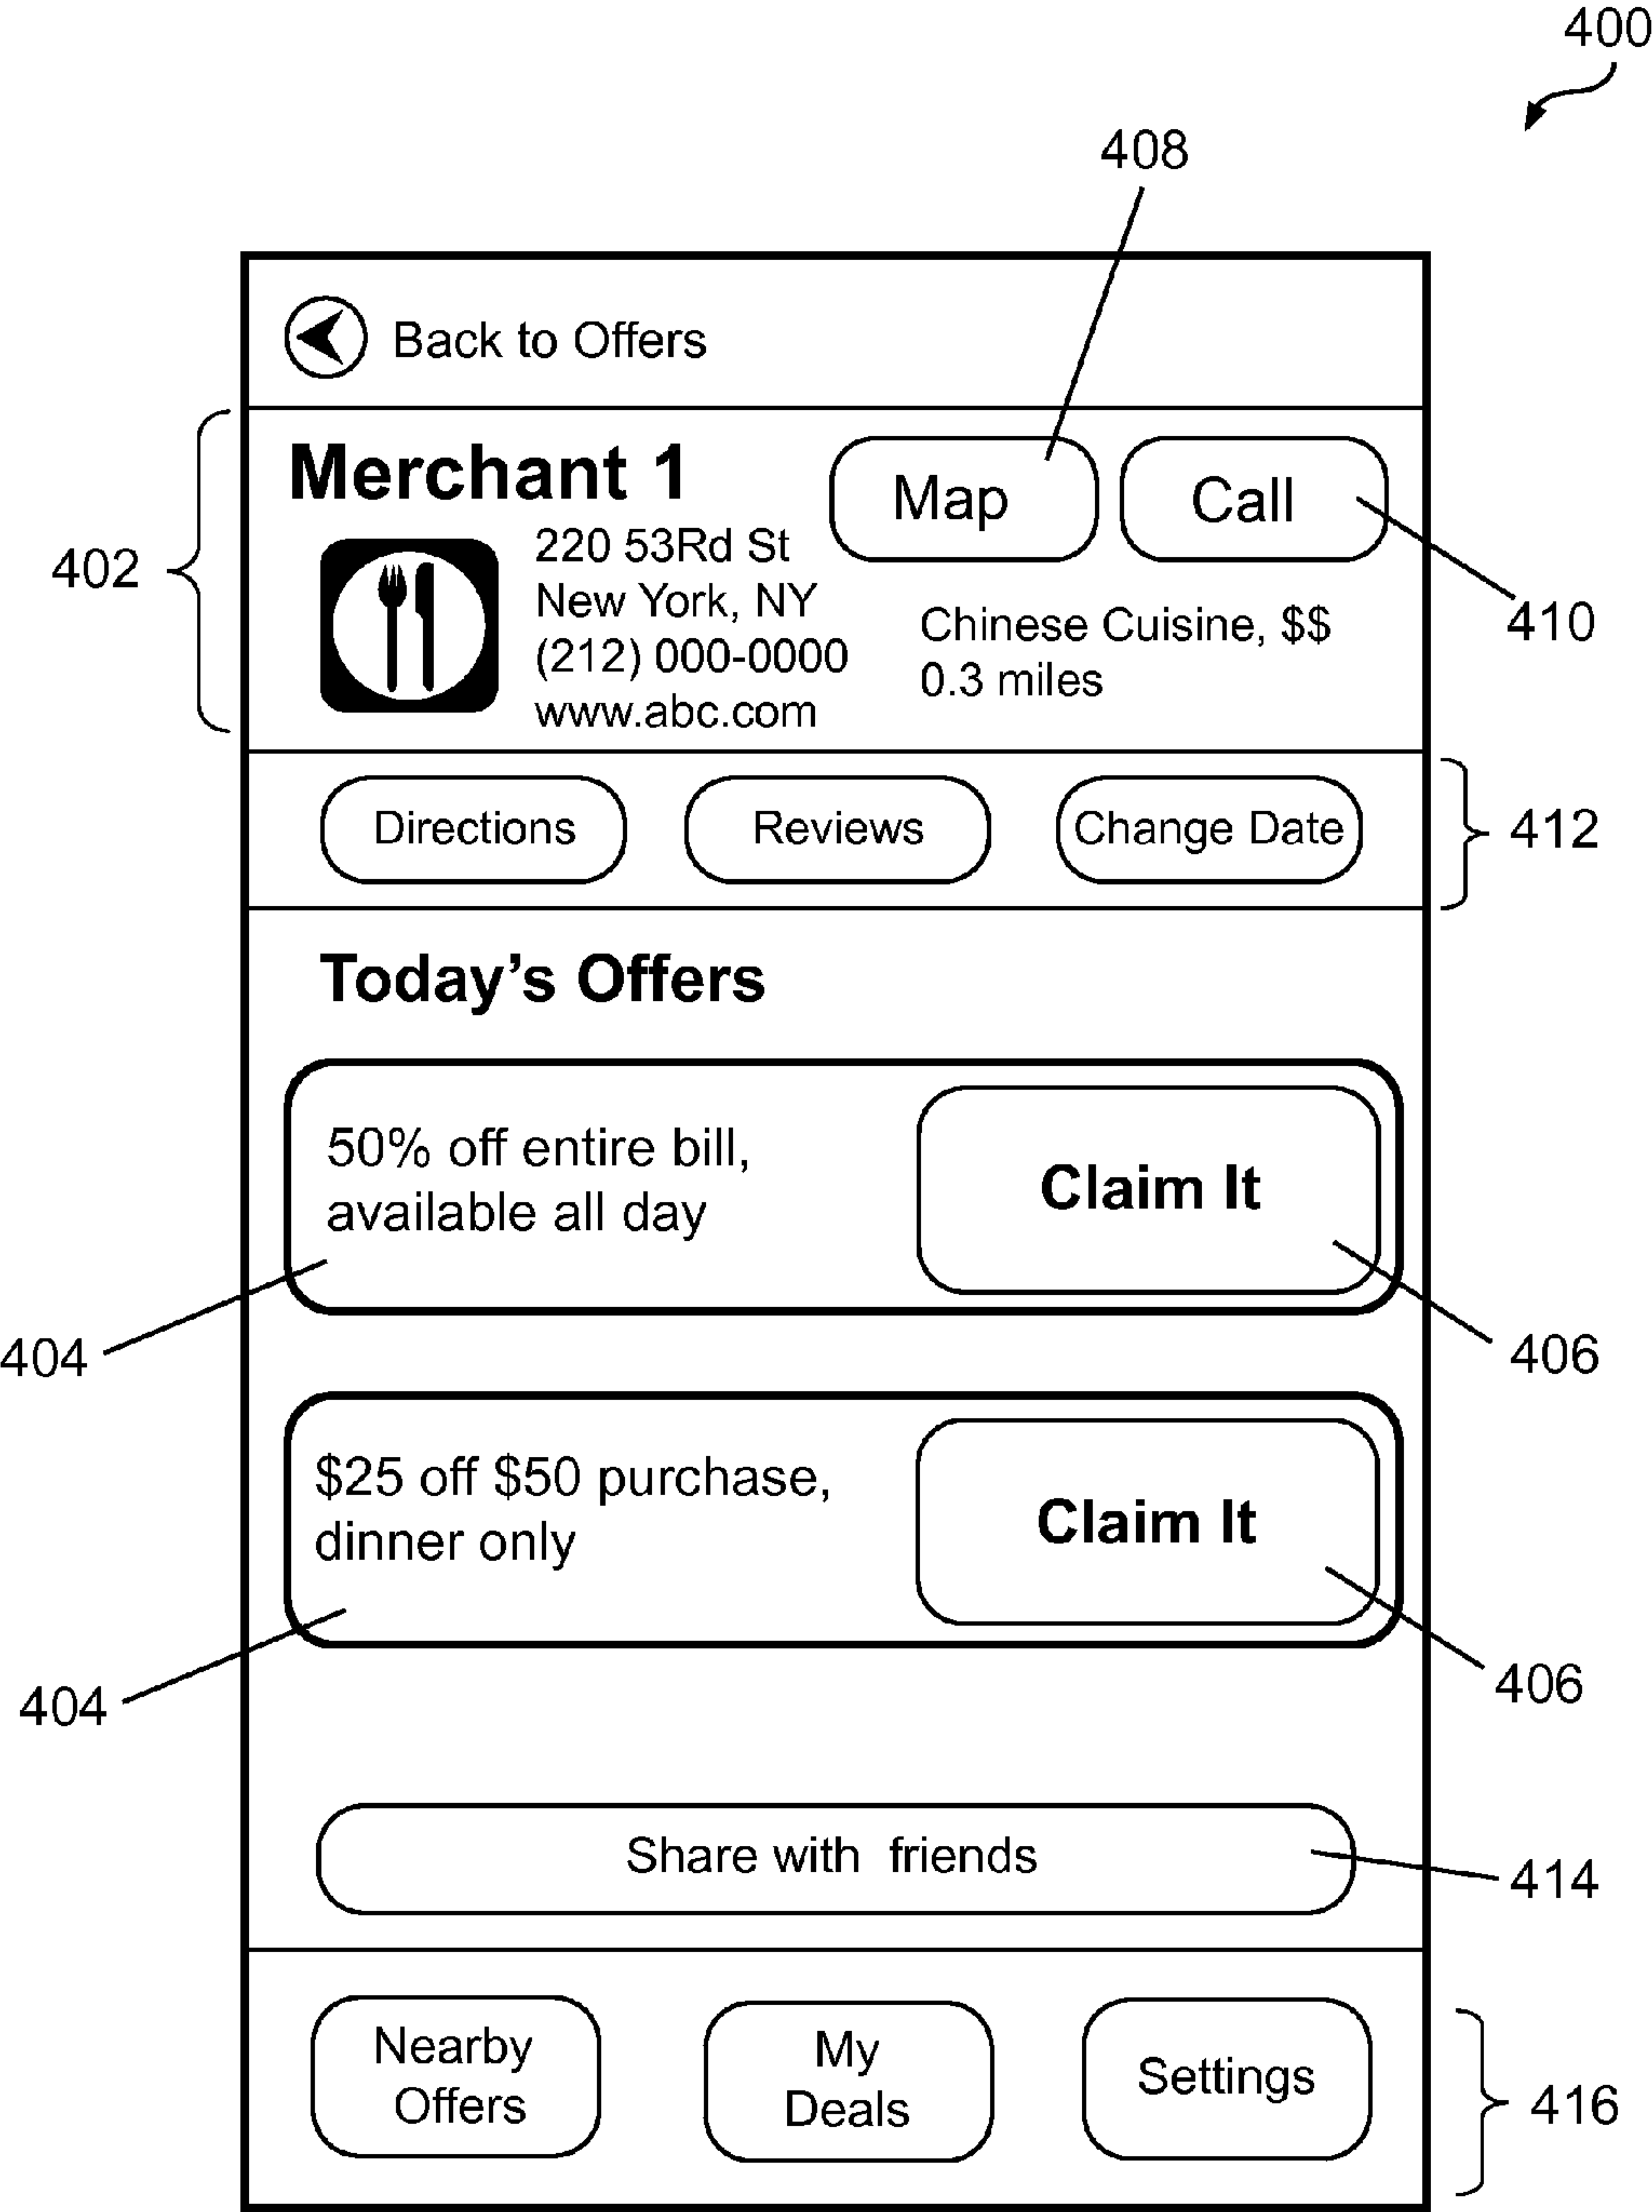 400
408
Back to Offers
Merchant 1
Map
Call
402
220 53Rd St
New York, NY
(212) 000-0000
www.abc.com
Chinese Cuisine, $$
0.3 miles
410
Directions
Reviews
Change Date
412
Today's Offers
50% off entire bill,
available all day
Claim It
404
406
$25 off $50 purchase,
dinner only
Claim It
404
406
Share with friends
414
Nearby
Offers
My
Deals
Settings
416